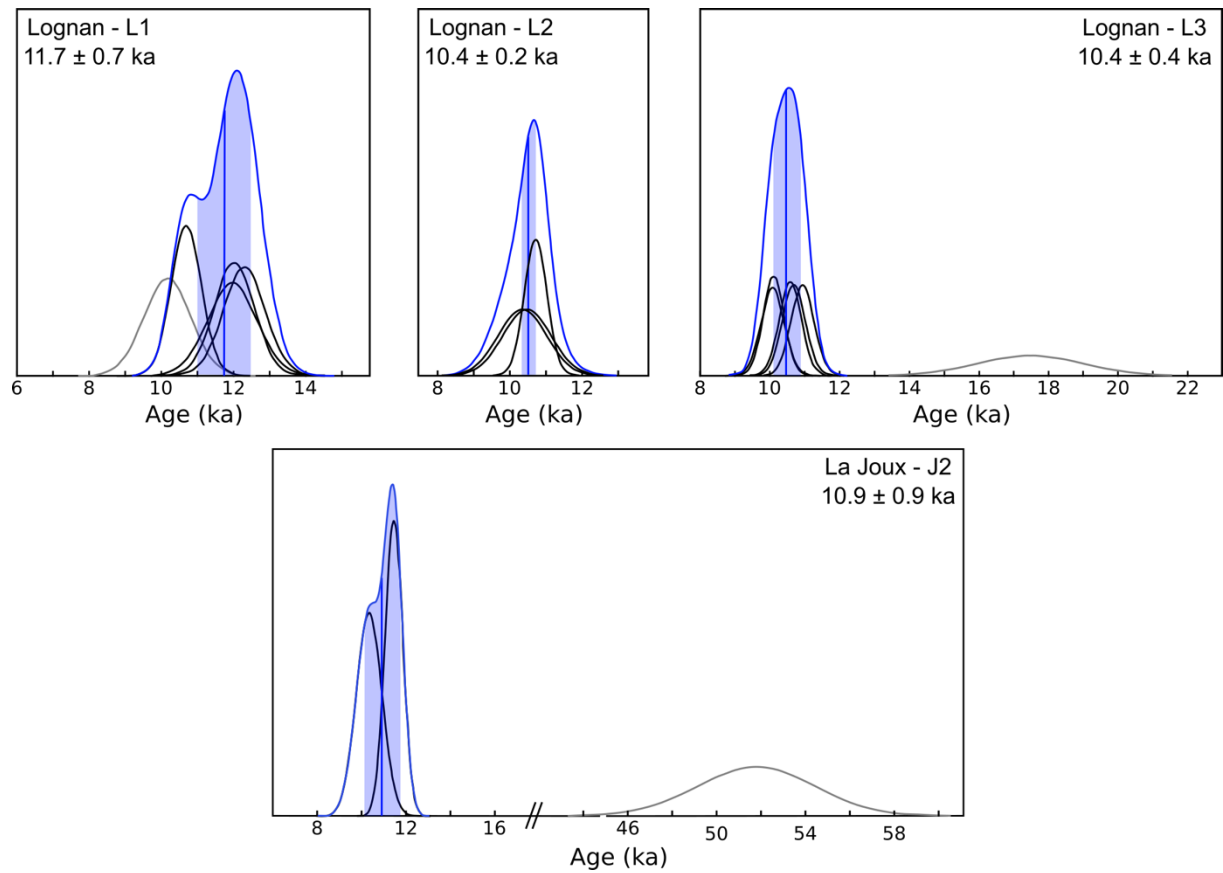 Lognan - L1
11.7 ± 0.7 ka
6 8 10 12 14
Age (ka)
Lognan - L2
10.4 ± 0.2 ka
8 10 12
Age (ka)
Lognan - L3
10.4 ± 0.4 ka
8 10 12 14 16 18 20 22
Age (ka)
La Joux - J2
10.9 ± 0.9 ka
8 12 16 // 46 50 54 58
Age (ka)